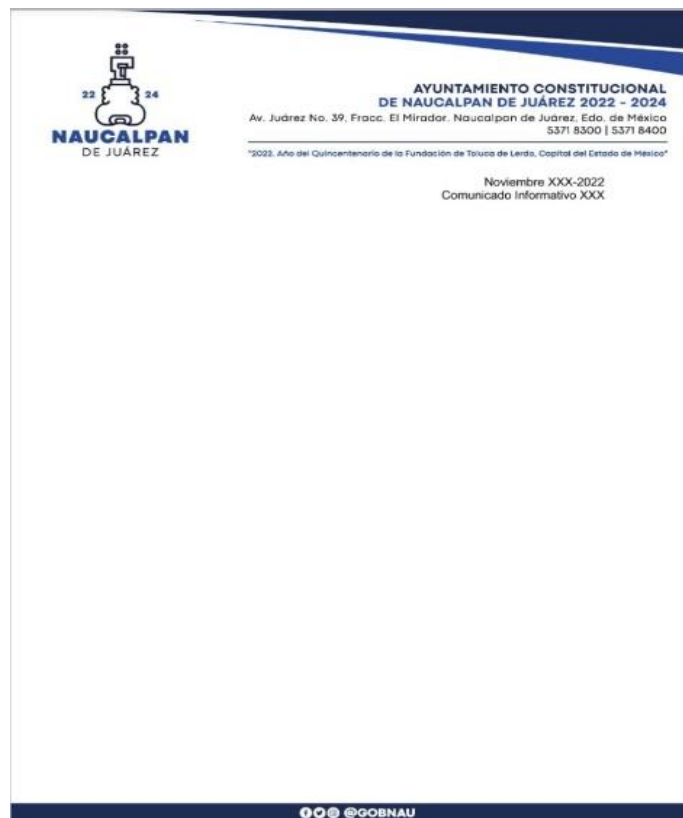 22 24
NAUCALPAN
DE JUÁREZ
AYUNTAMIENTO CONSTITUCIONAL
DE NAUCALPAN DE JUÁREZ 2022 - 2024
Av. Juárez No. 39, Fracc. El Mirador. Naucalpan de Juárez, Edo. de México
5371 8300 | 5371 8400
"2022. Año del Quincentenario de la Fundación de Toluca de Lerdo, Capital del Estado de México"
Noviembre XXX-2022
Comunicado Informativo XXX
@GOBNAU